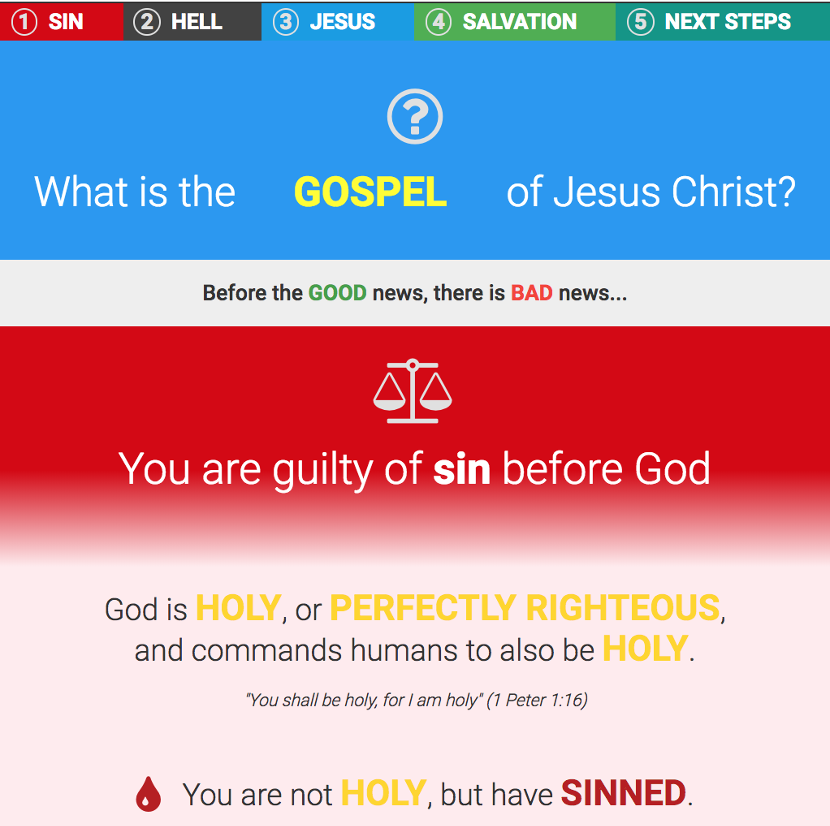 1 SIN 2 HELL 3 JESUS 4 SALVATION 5 NEXT STEPS
?
What is the GOSPEL of Jesus Christ?
Before the GOOD news, there is BAD news...
You are guilty of sin before God
God is HOLY, or PERFECTLY RIGHTEOUS,
and commands humans to also be HOLY.
"You shall be holy, for I am holy" (1 Peter 1:16)
You are not HOLY, but have SINNED.